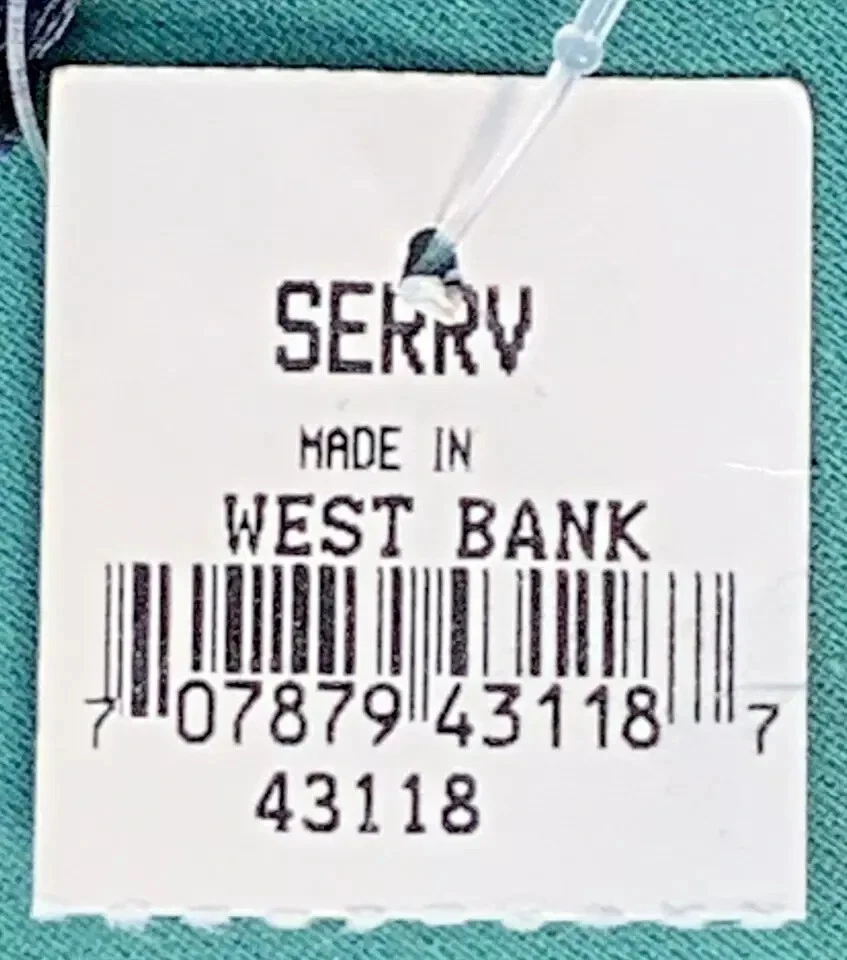 SERRV
MADE IN
WEST BANK
7 07879 43118 7
43118